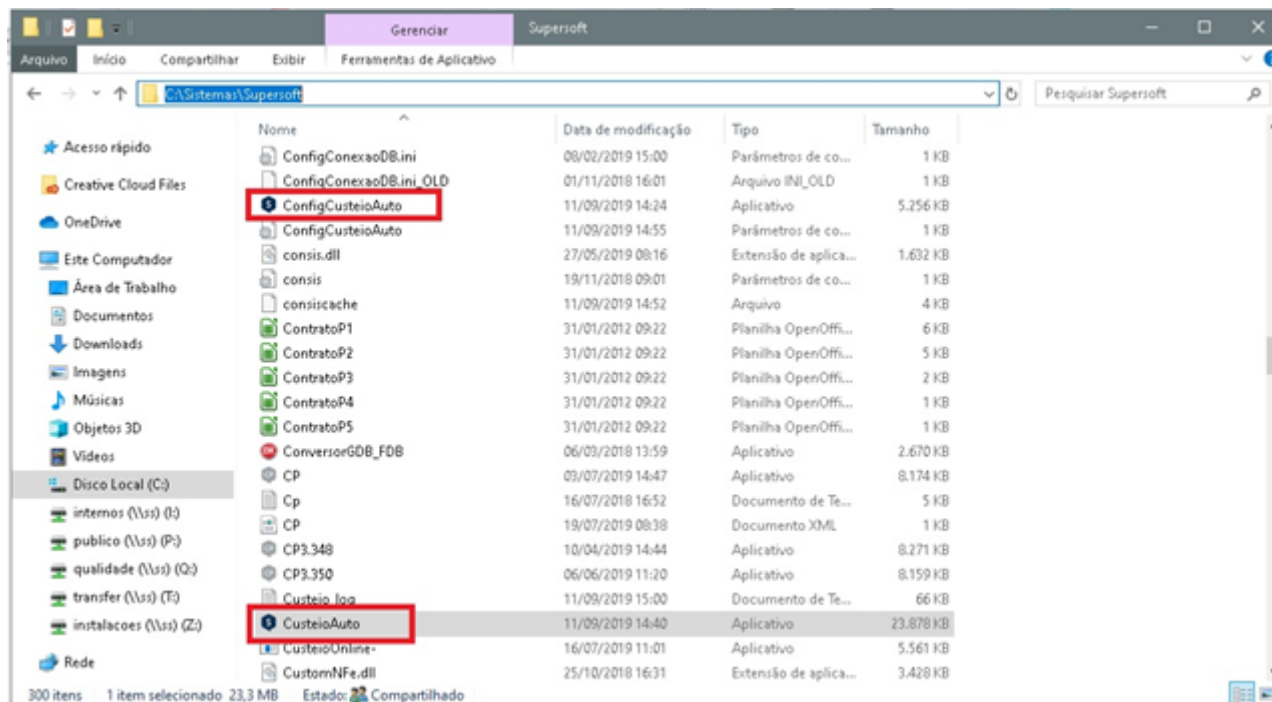 Gerenciar Supersoft
Arquivo Início Compartilhar Exibir Ferramentas de Aplicativo
C:\Sistemas\Supersoft Pesquisar Supersoft
Nome Data de modificação Tipo Tamanho
Acesso rápido
Creative Cloud Files
OneDrive
Este Computador
Área de Trabalho
Documentos
Downloads
Imagens
Músicas
Objetos 3D
Vídeos
Disco Local (C:)
internos (\\ss) (I:)
publico (\\ss) (P:)
qualidade (\\ss) (Q:)
transfer (\\ss) (T:)
instalacoes (\\ss) (Z:)
Rede
ConfigConexaoDB.ini 08/02/2019 15:00 Parâmetros de co... 1 KB
ConfigConexaoDB.ini_OLD 01/11/2018 16:01 Arquivo INI_OLD 1 KB
ConfigCusteioAuto 11/09/2019 14:24 Aplicativo 5.256 KB
ConfigCusteioAuto 11/09/2019 14:55 Parâmetros de co... 1 KB
consis.dll 27/05/2019 08:16 Extensão de aplica... 1.632 KB
consis 19/11/2018 09:01 Parâmetros de co... 1 KB
consiscache 11/09/2019 14:52 Arquivo 4 KB
ContratoP1 31/01/2012 09:22 Planilha OpenOffi... 6 KB
ContratoP2 31/01/2012 09:22 Planilha OpenOffi... 5 KB
ContratoP3 31/01/2012 09:22 Planilha OpenOffi... 2 KB
ContratoP4 31/01/2012 09:22 Planilha OpenOffi... 1 KB
ContratoP5 31/01/2012 09:22 Planilha OpenOffi... 1 KB
ConversorGDB_FDB 06/03/2018 13:59 Aplicativo 2.670 KB
CP 03/07/2019 14:47 Aplicativo 8.174 KB
Cp 16/07/2018 16:52 Documento de Te... 5 KB
CP 19/07/2019 08:38 Documento XML 1 KB
CP3.348 10/04/2019 14:44 Aplicativo 8.271 KB
CP3.350 06/06/2019 11:20 Aplicativo 8.159 KB
Custeio_log 11/09/2019 15:00 Documento de Te... 66 KB
CusteioAuto 11/09/2019 14:40 Aplicativo 23.878 KB
CusteioOnline- 16/07/2019 11:01 Aplicativo 5.561 KB
CustomNFe.dll 25/10/2018 16:31 Extensão de aplica... 3.428 KB
300 itens 1 item selecionado 23,3 MB Estado: Compartilhado